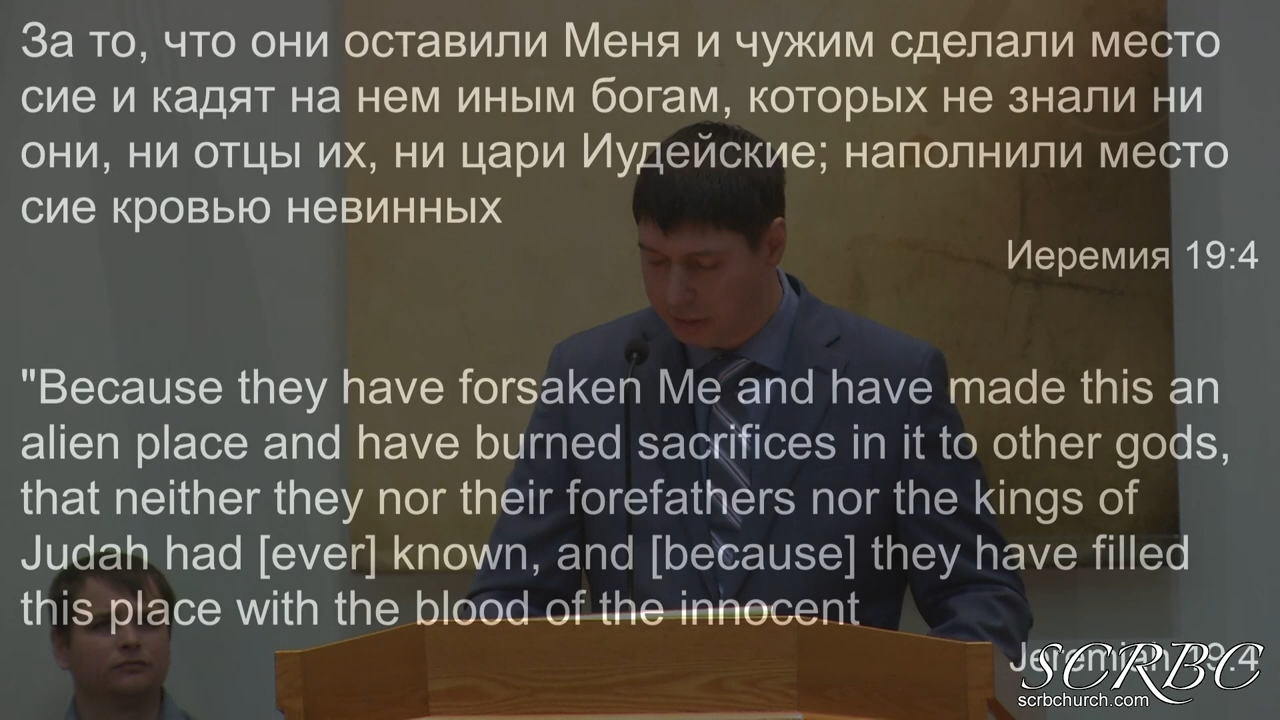 За то, что они оставили Меня и чужим сделали место
сие и кадят на нем иным богам, которых не знали ни
они, ни отцы их, ни цари Иудейские; наполнили место
сие кровью невинных
Иеремия 19:4
"Because they have forsaken Me and have made this an
alien place and have burned sacrifices in it to other gods,
that neither they nor their forefathers nor the kings of
Judah had [ever] known, and [because] they have filled
this place with the blood of the innocent
Jeremiah 19:4
SCRBC
scrbchurch.com